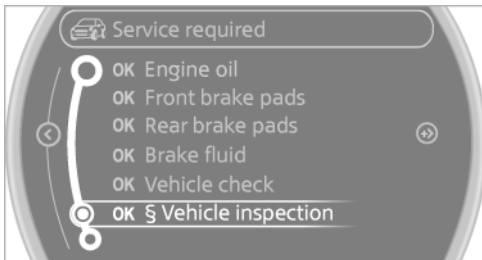 Service required
OK Engine oil
OK Front brake pads
OK Rear brake pads
OK Brake fluid
OK Vehicle check
OK § Vehicle inspection